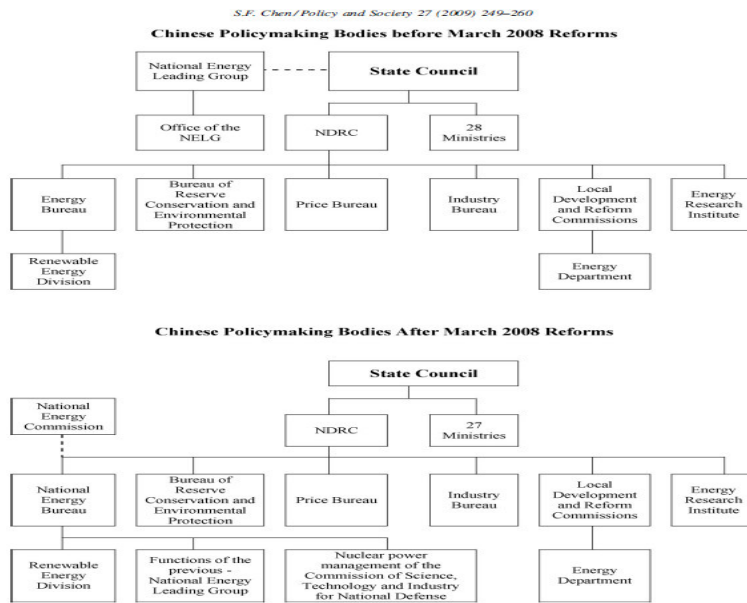 S.F. Chen / Policy and Society 27 (2009) 249–260
Chinese Policymaking Bodies before March 2008 Reforms
National Energy
Leading Group
State Council
Office of the
NELG
NDRC
28
Ministries
Energy
Bureau
Bureau of
Reserve
Conservation and
Environmental
Protection
Price Bureau
Industry
Bureau
Local
Development
and Reform
Commissions
Energy
Research
Institute
Renewable
Energy
Division
Energy
Department
Chinese Policymaking Bodies After March 2008 Reforms
State Council
National
Energy
Commission
NDRC
27
Ministries
National
Energy
Bureau
Bureau of
Reserve
Conservation and
Environmental
Protection
Price Bureau
Industry
Bureau
Local
Development
and Reform
Commissions
Energy
Research
Institute
Renewable
Energy
Division
Functions of the
previous -
National Energy
Leading Group
Nuclear power
management of the
Commission of Science,
Technology and Industry
for National Defense
Energy
Department